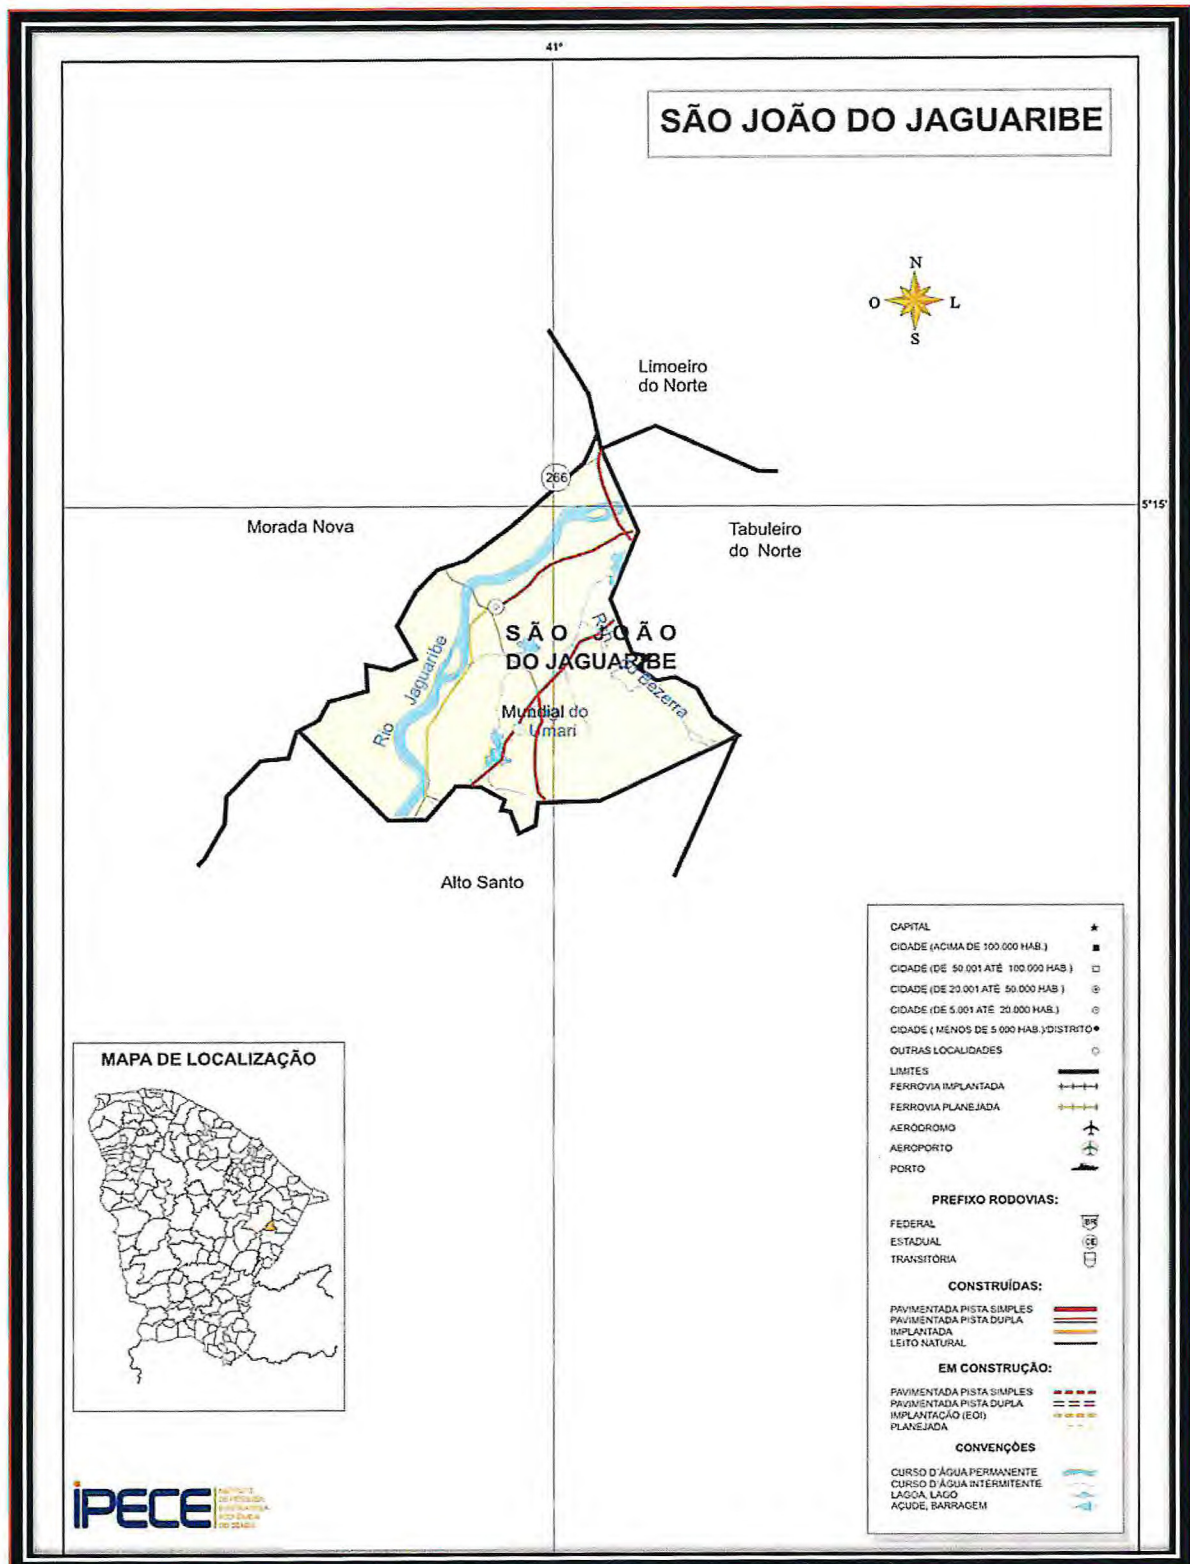 41°
SÃO JOÃO DO JAGUARIBE
N
O
L
S
Limoeiro
do Norte
266
5°15'
Morada Nova
Tabuleiro
do Norte
SÃO JOÃO
DO JAGUARIBE
Rio Jaguaribe
Bezerra
Mundial do
Umari
Alto Santo
CAPITAL
CIDADE (ACIMA DE 100.000 HAB.)
CIDADE (DE 50.001 ATÉ 100.000 HAB.)
CIDADE (DE 20.001 ATÉ 50.000 HAB.)
CIDADE (DE 5.001 ATÉ 20.000 HAB.)
CIDADE ( MENOS DE 5.000 HAB.)/DISTRITO
OUTRAS LOCALIDADES
LIMITES
FERROVIA IMPLANTADA
FERROVIA PLANEJADA
AERÓDROMO
AEROPORTO
PORTO
PREFIXO RODOVIAS:
FEDERAL BR
ESTADUAL CE
TRANSITÓRIA
CONSTRUÍDAS:
PAVIMENTADA PISTA SIMPLES
PAVIMENTADA PISTA DUPLA
IMPLANTADA
LEITO NATURAL
EM CONSTRUÇÃO:
PAVIMENTADA PISTA SIMPLES
PAVIMENTADA PISTA DUPLA
IMPLANTAÇÃO (EOI)
PLANEJADA
CONVENÇÕES
CURSO D'ÁGUA PERMANENTE
CURSO D'ÁGUA INTERMITENTE
LAGOA, LAGO
AÇUDE, BARRAGEM
MAPA DE LOCALIZAÇÃO
iPECE